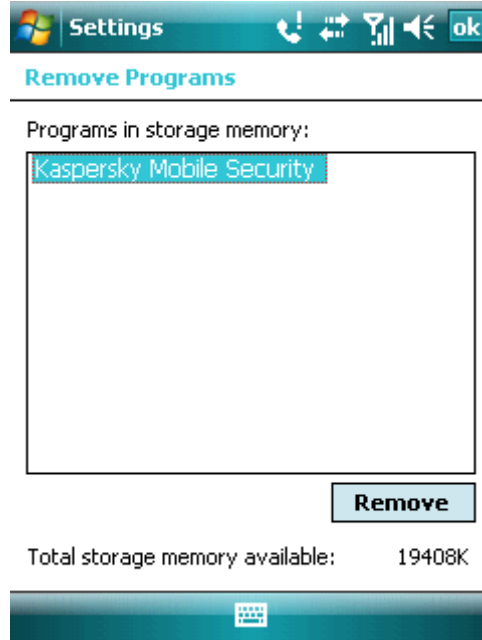 Settings ok
Remove Programs
Programs in storage memory:
Kaspersky Mobile Security
Remove
Total storage memory available: 19408K